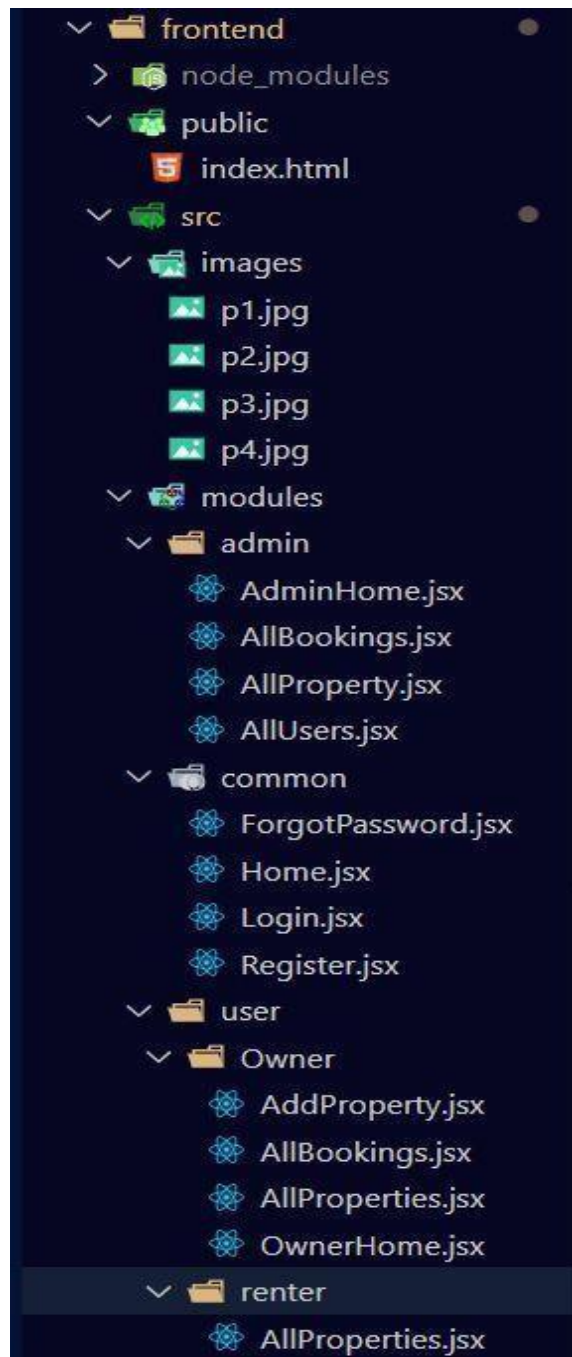 frontend
node_modules
public
index.html
src
images
p1.jpg
p2.jpg
p3.jpg
p4.jpg
modules
admin
AdminHome.jsx
AllBookings.jsx
AllProperty.jsx
AllUsers.jsx
common
ForgotPassword.jsx
Home.jsx
Login.jsx
Register.jsx
user
Owner
AddProperty.jsx
AllBookings.jsx
AllProperties.jsx
OwnerHome.jsx
renter
AllProperties.jsx